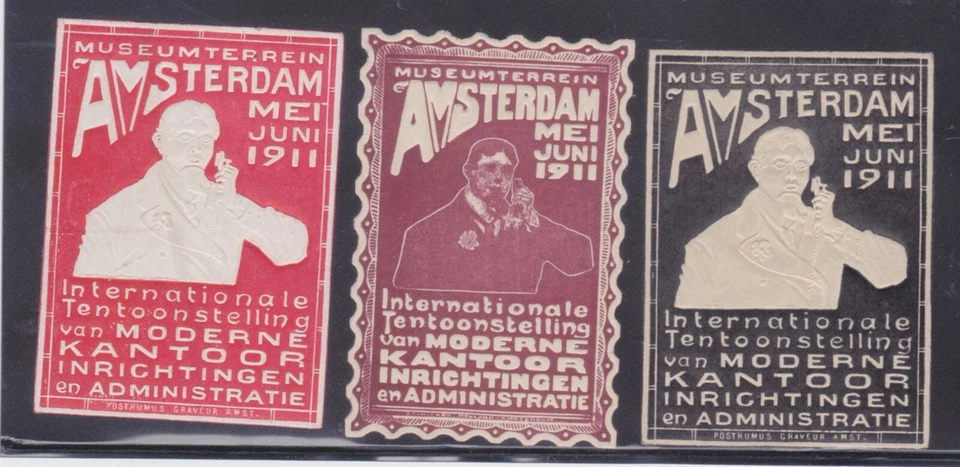 MUSEUMTERREIN
AMSTERDAM
MEI
JUNI
1911
Internationale
Tentoonstelling
van MODERNE
KANTOOR
INRICHTINGEN
en ADMINISTRATIE
POSTHUMUS GRAVEUR AMST.
MUSEUMTERREIN
AMSTERDAM
MEI
JUNI
1911
Internationale
Tentoonstelling
van MODERNE
KANTOOR
INRICHTINGEN
en ADMINISTRATIE
MUSEUMTERREIN
AMSTERDAM
MEI
JUNI
1911
Internationale
Tentoonstelling
van MODERNE
KANTOOR
INRICHTINGEN
en ADMINISTRATIE
POSTHUMUS GRAVEUR AMST.